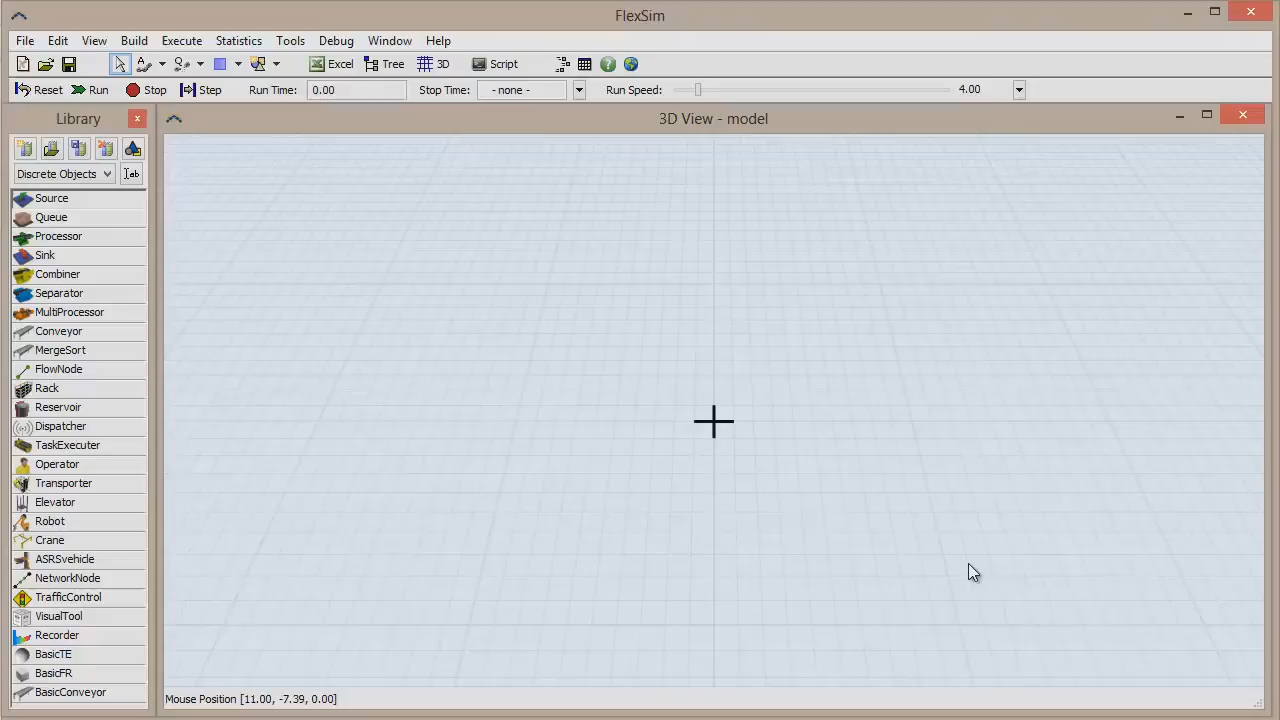 FlexSim
File Edit View Build Execute Statistics Tools Debug Window Help
Excel Tree 3D Script
Reset Run Stop Step Run Time: 0.00 Stop Time: - none - Run Speed: 4.00
Library
3D View - model
Discrete Objects
Source
Queue
Processor
Sink
Combiner
Separator
MultiProcessor
Conveyor
MergeSort
FlowNode
Rack
Reservoir
Dispatcher
TaskExecuter
Operator
Transporter
Elevator
Robot
Crane
ASRSvehicle
NetworkNode
TrafficControl
VisualTool
Recorder
BasicTE
BasicFR
BasicConveyor
Mouse Position [11.00, -7.39, 0.00]